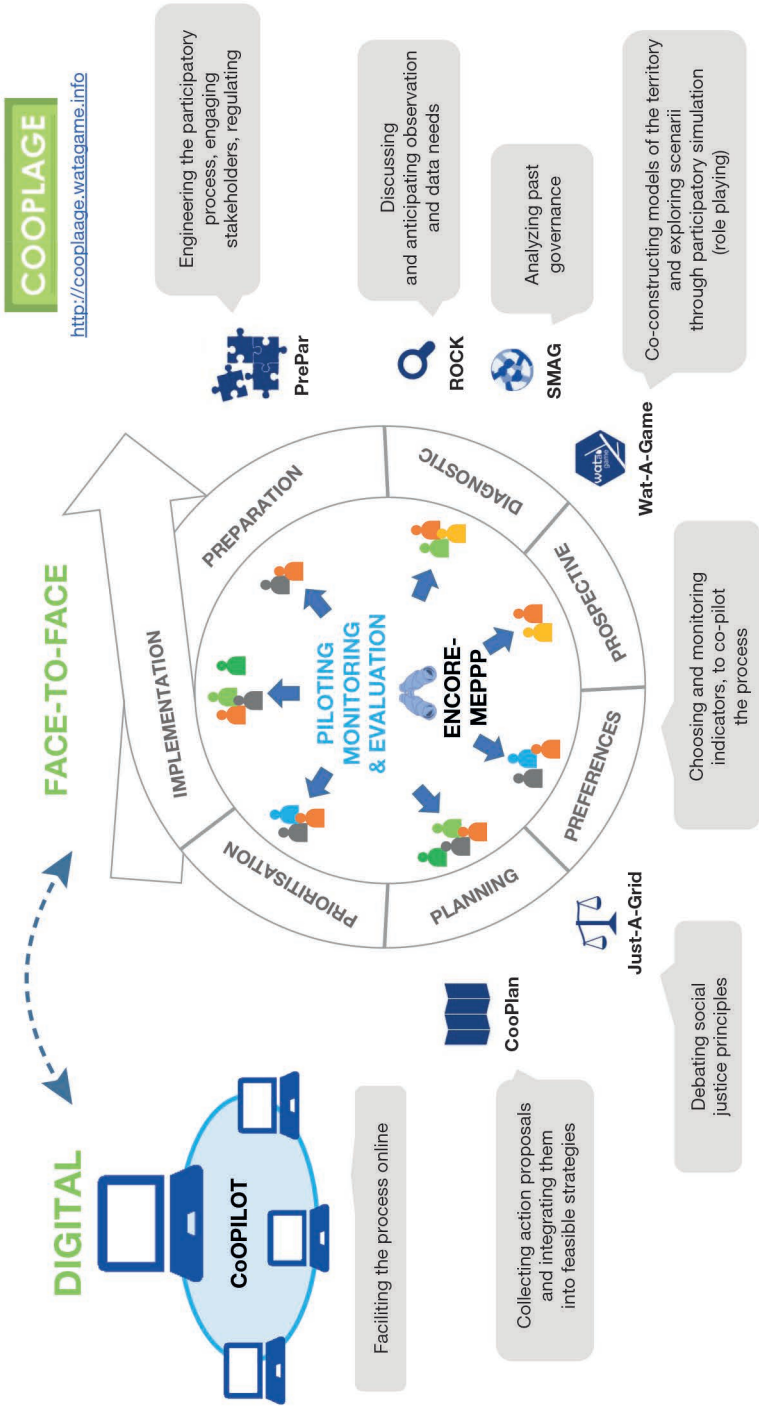 COOPLAGE
http://cooplaage.watagame.info
DIGITAL
FACE-TO-FACE
CoOPILOT
Faciliting the process online
Collecting action proposals
and integrating them
into feasible strategies
CooPlan
Debating social
justice principles
Just-A-Grid
Choosing and monitoring
indicators, to co-pilot
the process
IMPLEMENTATION
PREPARATION
DIAGNOSTIC
PROSPECTIVE
PREFERENCES
PLANNING
PRIORITISATION
PILOTING
MONITORING
& EVALUATION
ENCORE-
MEPPP
PrePar
Engineering the participatory
process, engaging
stakeholders, regulating
ROCK
Discussing
and anticipating observation
and data needs
SMAG
Analyzing past
governance
wat
game
Wat-A-Game
Co-constructing models of the territory
and exploring scenarii
through participatory simulation
(role playing)